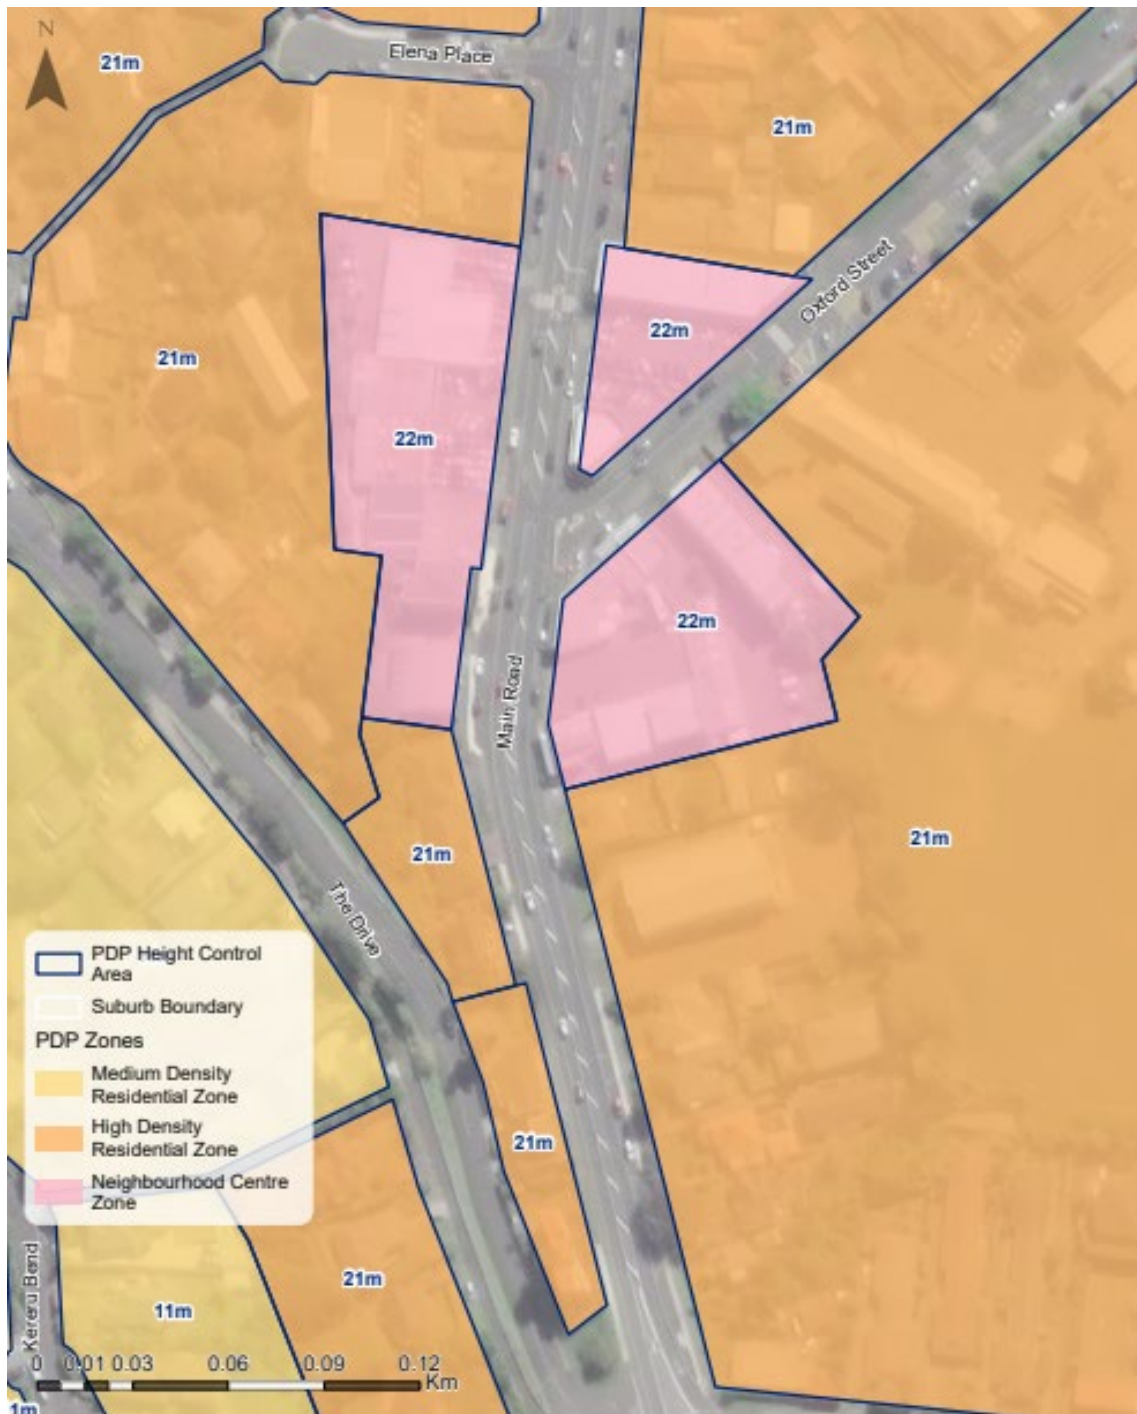 N
Elena Place
21m
21m
Oxford Street
22m
21m
22m
22m
Main Road
21m
21m
The Drive
PDP Height Control
Area
Suburb Boundary
PDP Zones
Medium Density
Residential Zone
High Density
Residential Zone
21m
Neighbourhood Centre
Zone
Kereru Bend
21m
11m
0 0.01 0.03 0.06 0.09 0.12
Km
1m